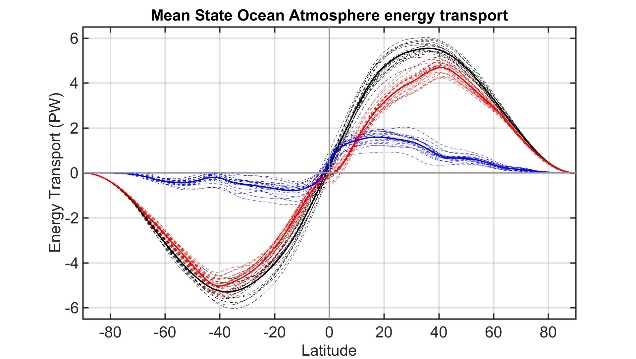 Mean State Ocean Atmosphere energy transport
Energy Transport (PW)
6
4
2
0
-2
-4
-6
-80 -60 -40 -20 0 20 40 60 80
Latitude